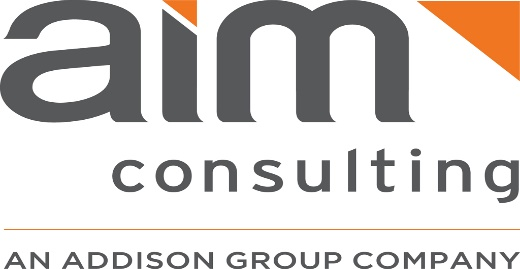 aim
consulting
AN ADDISON GROUP COMPANY